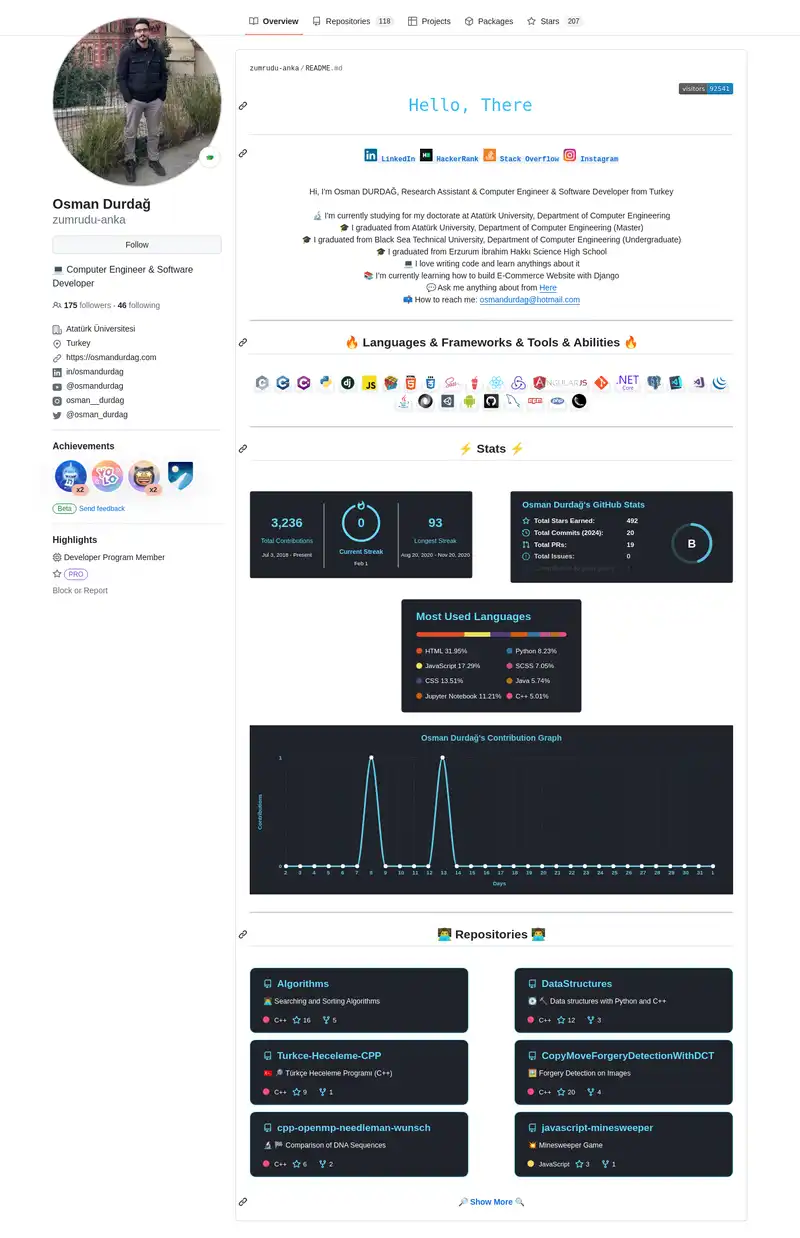 Overview Repositories 118 Projects Packages Stars 207
Osman Durdağ
zumrudu-anka
Follow
Computer Engineer & Software
Developer
175 followers · 46 following
Atatürk Üniversitesi
Turkey
https://osmandurdag.com
in/osmandurdag
@osmandurdag
osman__durdag
@osman_durdag
Achievements
YOLO
x2
x2
Beta Send feedback
Highlights
Developer Program Member
PRO
Block or Report
zumrudu-anka/README.md
visitors 92541
Hello, There
LinkedIn HackerRank Stack Overflow Instagram
Hi, I'm Osman DURDAĞ, Research Assistant & Computer Engineer & Software Developer from Turkey
I'm currently studying for my doctorate at Atatürk University, Department of Computer Engineering
I graduated from Atatürk University, Department of Computer Engineering (Master)
I graduated from Black Sea Technical University, Department of Computer Engineering (Undergraduate)
I graduated from Erzurum İbrahim Hakkı Science High School
I love writing code and learn anythings about it
I'm currently learning how to build E-Commerce Website with Django
Ask me anything about from Here
How to reach me: osmandurdag@hotmail.com
Languages & Frameworks & Tools & Abilities
Stats
3,236
Total Contributions
Jul 3, 2018 - Present
0
Current Streak
Feb 1
93
Longest Streak
Aug 20, 2020 - Nov 20, 2020
Osman Durdağ's GitHub Stats
Total Stars Earned: 492
Total Commits (2024): 20
Total PRs: 19
Total Issues: 0
B
Most Used Languages
HTML 31.95%
JavaScript 17.29%
CSS 13.51%
Jupyter Notebook 11.21%
Python 8.23%
SCSS 7.05%
Java 5.74%
C++ 5.01%
Osman Durdağ's Contribution Graph
Contributions
1
0
2 3 4 5 6 7 8 9 10 11 12 13 14 15 16 17 18 19 20 21 22 23 24 25 26 27 28 29 30 31 1
Days
Repositories
Algorithms
Searching and Sorting Algorithms
C++ 16 5
DataStructures
Data structures with Python and C++
C++ 12 3
Turkce-Heceleme-CPP
Türkçe Heceleme Programı (C++)
C++ 9 1
CopyMoveForgeryDetectionWithDCT
Forgery Detection on Images
C++ 20 4
cpp-openmp-needleman-wunsch
Comparison of DNA Sequences
C++ 6 2
javascript-minesweeper
Minesweeper Game
JavaScript 3 1
Show More